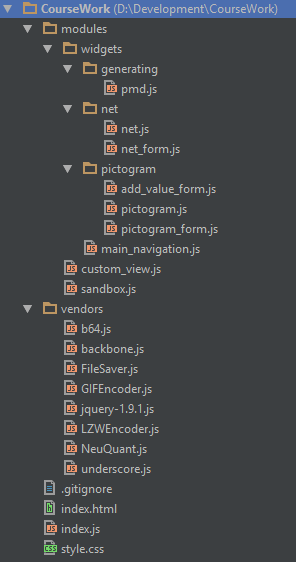 CourseWork (D:\Development\CourseWork)
modules
widgets
generating
pmd.js
net
net.js
net_form.js
pictogram
add_value_form.js
pictogram.js
pictogram_form.js
main_navigation.js
custom_view.js
sandbox.js
vendors
b64.js
backbone.js
FileSaver.js
GIFEncoder.js
jquery-1.9.1.js
LZWEncoder.js
NeuQuant.js
underscore.js
.gitignore
index.html
index.js
style.css